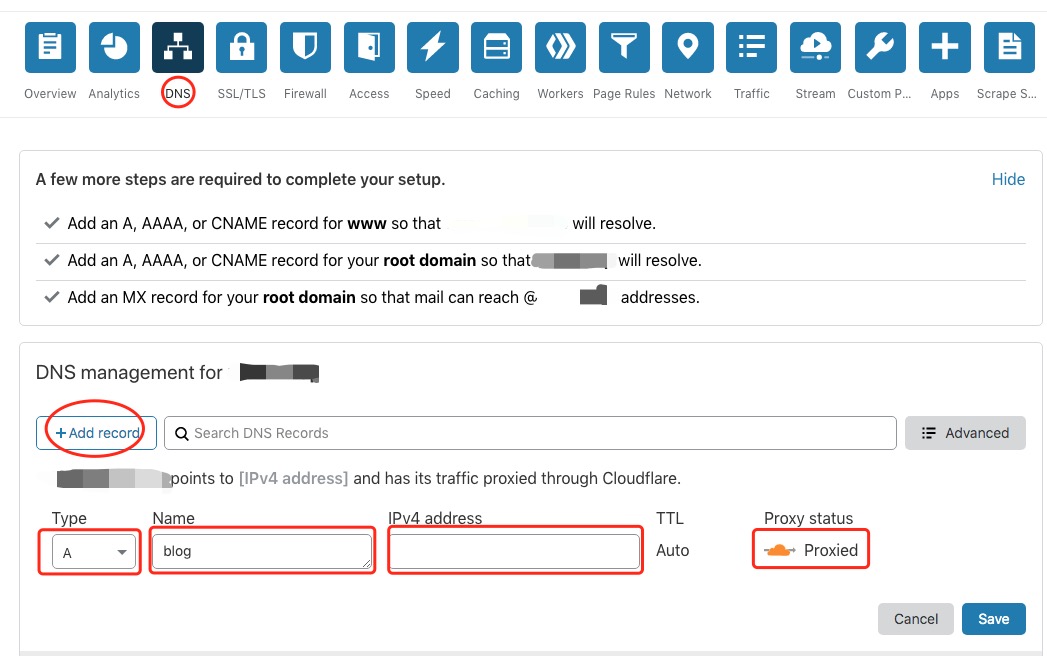 Overview Analytics DNS SSL/TLS Firewall Access Speed Caching Workers Page Rules Network Traffic Stream Custom P... Apps Scrape S...
A few more steps are required to complete your setup. Hide
Add an A, AAAA, or CNAME record for www so that will resolve.
Add an A, AAAA, or CNAME record for your root domain so that will resolve.
Add an MX record for your root domain so that mail can reach @ addresses.
DNS management for
+ Add record Search DNS Records Advanced
points to [IPv4 address] and has its traffic proxied through Cloudflare.
Type Name IPv4 address TTL Proxy status
A blog Auto Proxied
Cancel Save